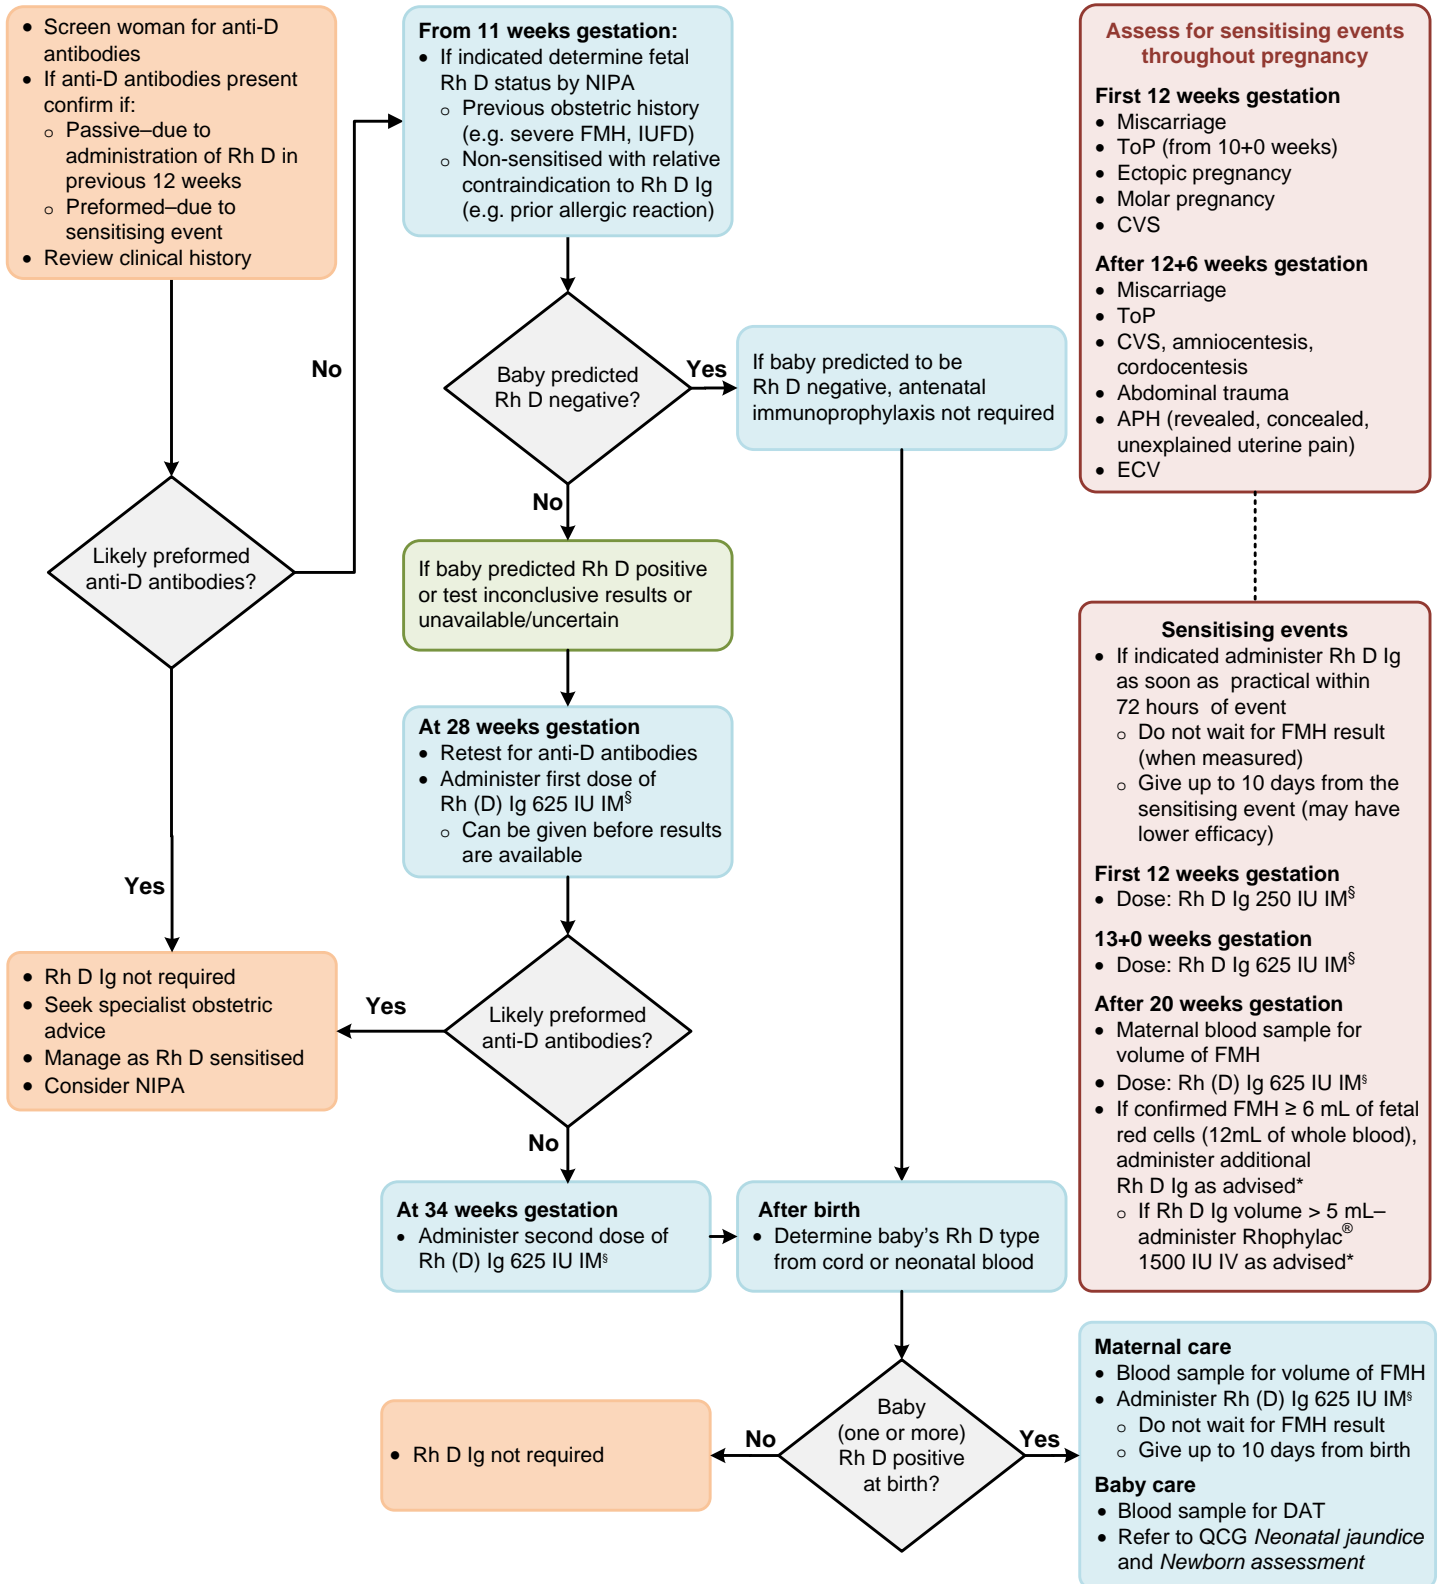 • Screen woman for anti-D
antibodies
• If anti-D antibodies present
confirm if:
o Passive–due to
administration of Rh D in
previous 12 weeks
o Preformed–due to
sensitising event
• Review clinical history
Likely preformed
anti-D antibodies?
No
Yes
• Rh D Ig not required
• Seek specialist obstetric
advice
• Manage as Rh D sensitised
• Consider NIPA
From 11 weeks gestation:
• If indicated determine fetal
Rh D status by NIPA
o Previous obstetric history
(e.g. severe FMH, IUFD)
o Non-sensitised with relative
contraindication to Rh D Ig
(e.g. prior allergic reaction)
Baby predicted
Rh D negative?
Yes
If baby predicted to be
Rh D negative, antenatal
immunoprophylaxis not required
No
If baby predicted Rh D positive
or test inconclusive results or
unavailable/uncertain
At 28 weeks gestation
• Retest for anti-D antibodies
• Administer first dose of
Rh (D) Ig 625 IU IM§
o Can be given before results
are available
Likely preformed
anti-D antibodies?
Yes
No
At 34 weeks gestation
• Administer second dose of
Rh (D) Ig 625 IU IM§
After birth
• Determine baby's Rh D type
from cord or neonatal blood
Baby
(one or more)
Rh D positive
at birth?
No
• Rh D Ig not required
Yes
Maternal care
• Blood sample for volume of FMH
• Administer Rh (D) Ig 625 IU IM§
o Do not wait for FMH result
o Give up to 10 days from birth
Baby care
• Blood sample for DAT
• Refer to QCG Neonatal jaundice
and Newborn assessment
Assess for sensitising events
throughout pregnancy
First 12 weeks gestation
• Miscarriage
• ToP (from 10+0 weeks)
• Ectopic pregnancy
• Molar pregnancy
• CVS
After 12+6 weeks gestation
• Miscarriage
• ToP
• CVS, amniocentesis,
cordocentesis
• Abdominal trauma
• APH (revealed, concealed,
unexplained uterine pain)
• ECV
Sensitising events
• If indicated administer Rh D Ig
as soon as practical within
72 hours of event
o Do not wait for FMH result
(when measured)
o Give up to 10 days from the
sensitising event (may have
lower efficacy)
First 12 weeks gestation
• Dose: Rh D Ig 250 IU IM§
13+0 weeks gestation
• Dose: Rh D Ig 625 IU IM§
After 20 weeks gestation
• Maternal blood sample for
volume of FMH
• Dose: Rh (D) Ig 625 IU IM§
• If confirmed FMH ≥ 6 mL of fetal
red cells (12mL of whole blood),
administer additional
Rh D Ig as advised*
o If Rh D Ig volume > 5 mL–
administer Rhophylac®
1500 IU IV as advised*